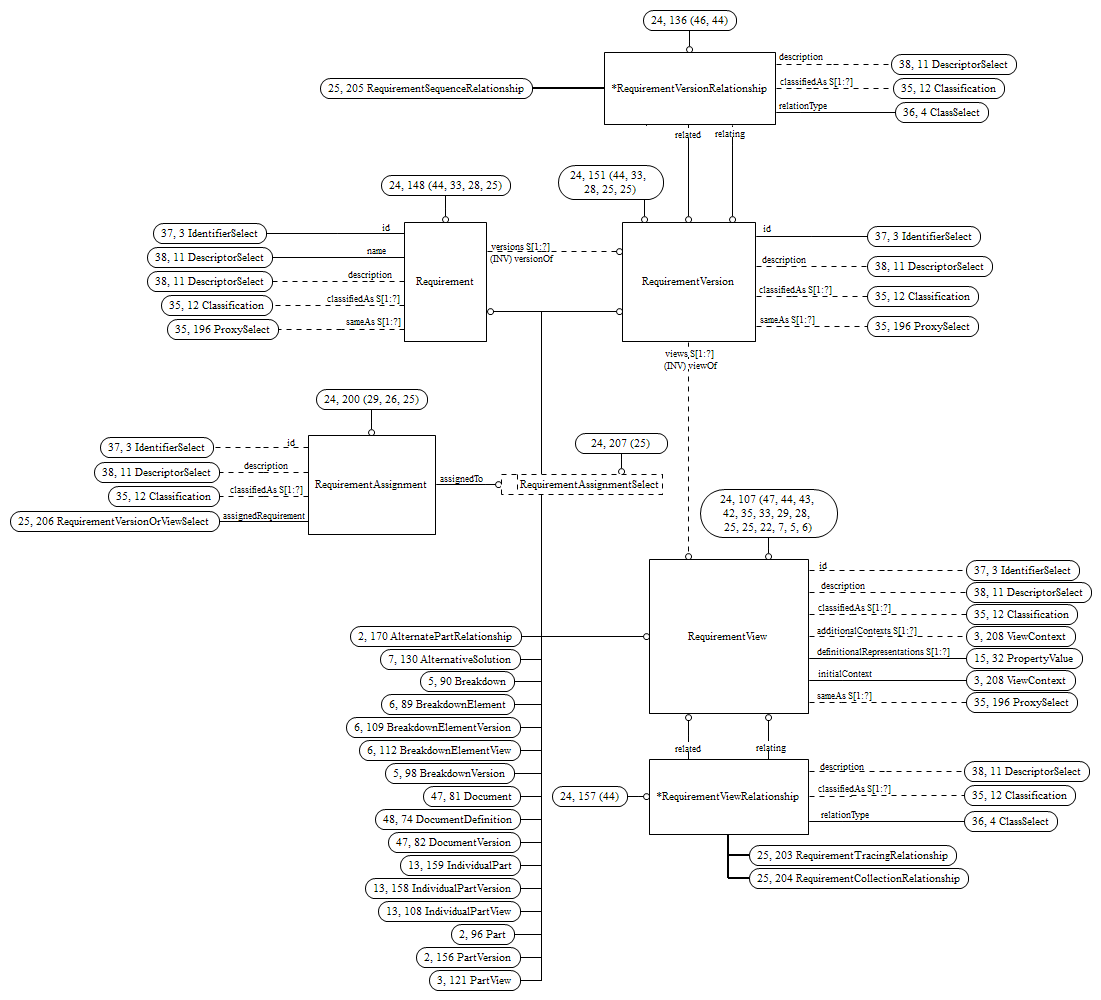 24, 136 (46, 44)
description
38, 11 DescriptorSelect
25, 205 RequirementSequenceRelationship
*RequirementVersionRelationship
classifiedAs S[1:?]
35, 12 Classification
relationType
36, 4 ClassSelect
related
relating
24, 148 (44, 33, 28, 25)
24, 151 (44, 33,
28, 25, 25)
37, 3 IdentifierSelect
id
38, 11 DescriptorSelect
name
38, 11 DescriptorSelect
description
35, 12 Classification
classifiedAs S[1:?]
35, 196 ProxySelect
sameAs S[1:?]
Requirement
versions S[1:?]
(INV) versionOf
RequirementVersion
id
37, 3 IdentifierSelect
description
38, 11 DescriptorSelect
classifiedAs S[1:?]
35, 12 Classification
sameAs S[1:?]
35, 196 ProxySelect
views S[1:?]
(INV) viewOf
24, 200 (29, 26, 25)
37, 3 IdentifierSelect
id
38, 11 DescriptorSelect
description
35, 12 Classification
classifiedAs S[1:?]
25, 206 RequirementVersionOrViewSelect
assignedRequirement
RequirementAssignment
assignedTo
24, 207 (25)
RequirementAssignmentSelect
24, 107 (47, 44, 43,
42, 35, 33, 29, 28,
25, 25, 22, 7, 5, 6)
RequirementView
id
37, 3 IdentifierSelect
description
38, 11 DescriptorSelect
classifiedAs S[1:?]
35, 12 Classification
additionalContexts S[1:?]
3, 208 ViewContext
definitionalRepresentations S[1:?]
15, 32 PropertyValue
initialContext
3, 208 ViewContext
sameAs S[1:?]
35, 196 ProxySelect
2, 170 AlternatePartRelationship
7, 130 AlternativeSolution
5, 90 Breakdown
6, 89 BreakdownElement
6, 109 BreakdownElementVersion
6, 112 BreakdownElementView
5, 98 BreakdownVersion
47, 81 Document
48, 74 DocumentDefinition
47, 82 DocumentVersion
13, 159 IndividualPart
13, 158 IndividualPartVersion
13, 108 IndividualPartView
2, 96 Part
2, 156 PartVersion
3, 121 PartView
related
relating
24, 157 (44)
*RequirementViewRelationship
description
38, 11 DescriptorSelect
classifiedAs S[1:?]
35, 12 Classification
relationType
36, 4 ClassSelect
25, 203 RequirementTracingRelationship
25, 204 RequirementCollectionRelationship